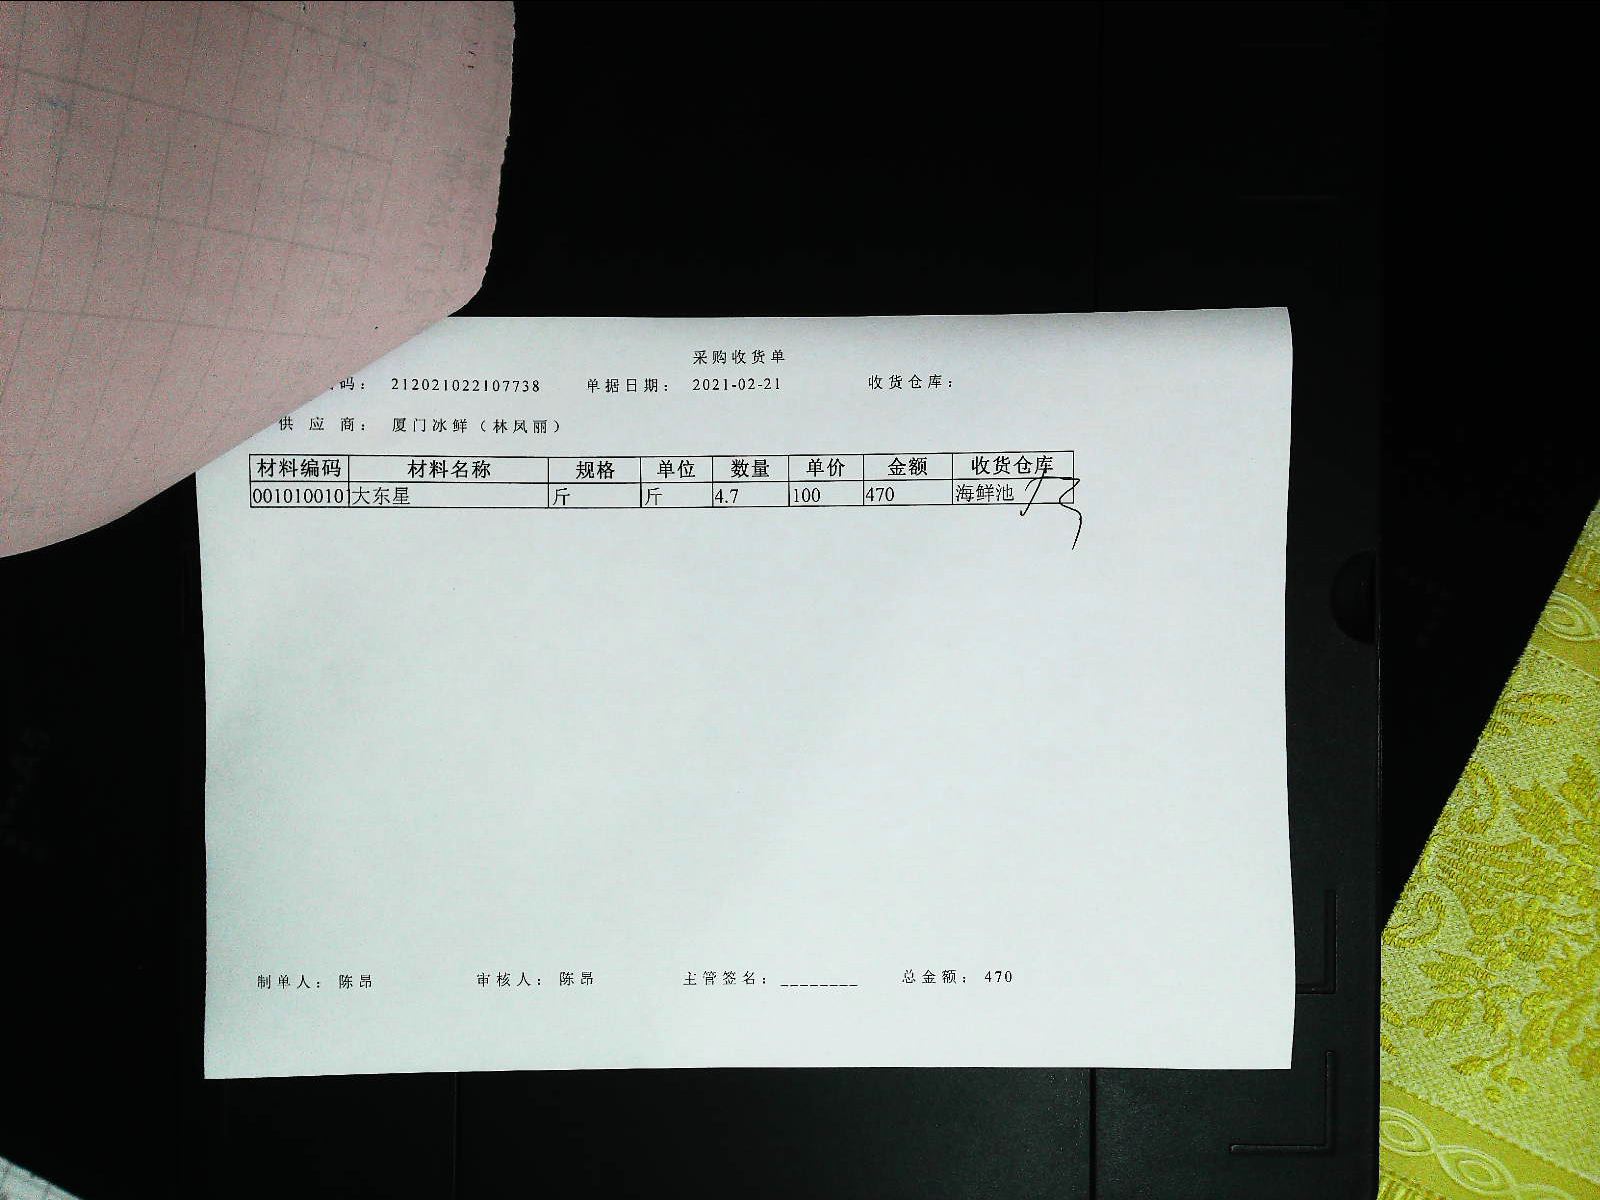 采购收货单
码： 212021022107738 单据日期： 2021-02-21 收货仓库：
供应商： 厦门冰鲜（林凤丽）
材料编码 材料名称 规格 单位 数量 单价 金额 收货仓库
001010010 大东星 斤 斤 4.7 100 470 海鲜池
制单人： 陈昂 审核人： 陈昂 主管签名：________ 总金额： 470